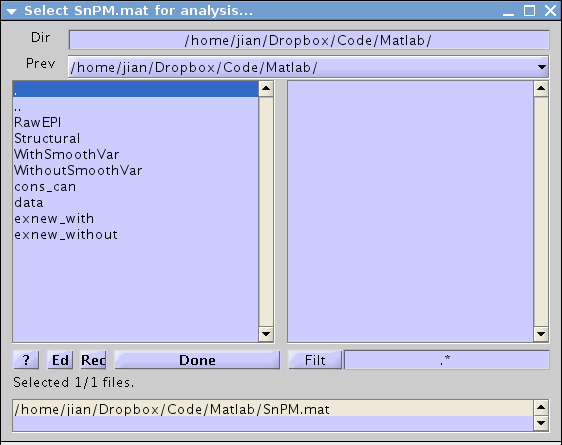 Select SnPM.mat for analysis...
Dir /home/jian/Dropbox/Code/Matlab/
Prev /home/jian/Dropbox/Code/Matlab/
.
..
RawEPI
Structural
WithSmoothVar
WithoutSmoothVar
cons_can
data
exnew_with
exnew_without
? Ed Rec Done Filt .*
Selected 1/1 files.
/home/jian/Dropbox/Code/Matlab/SnPM.mat